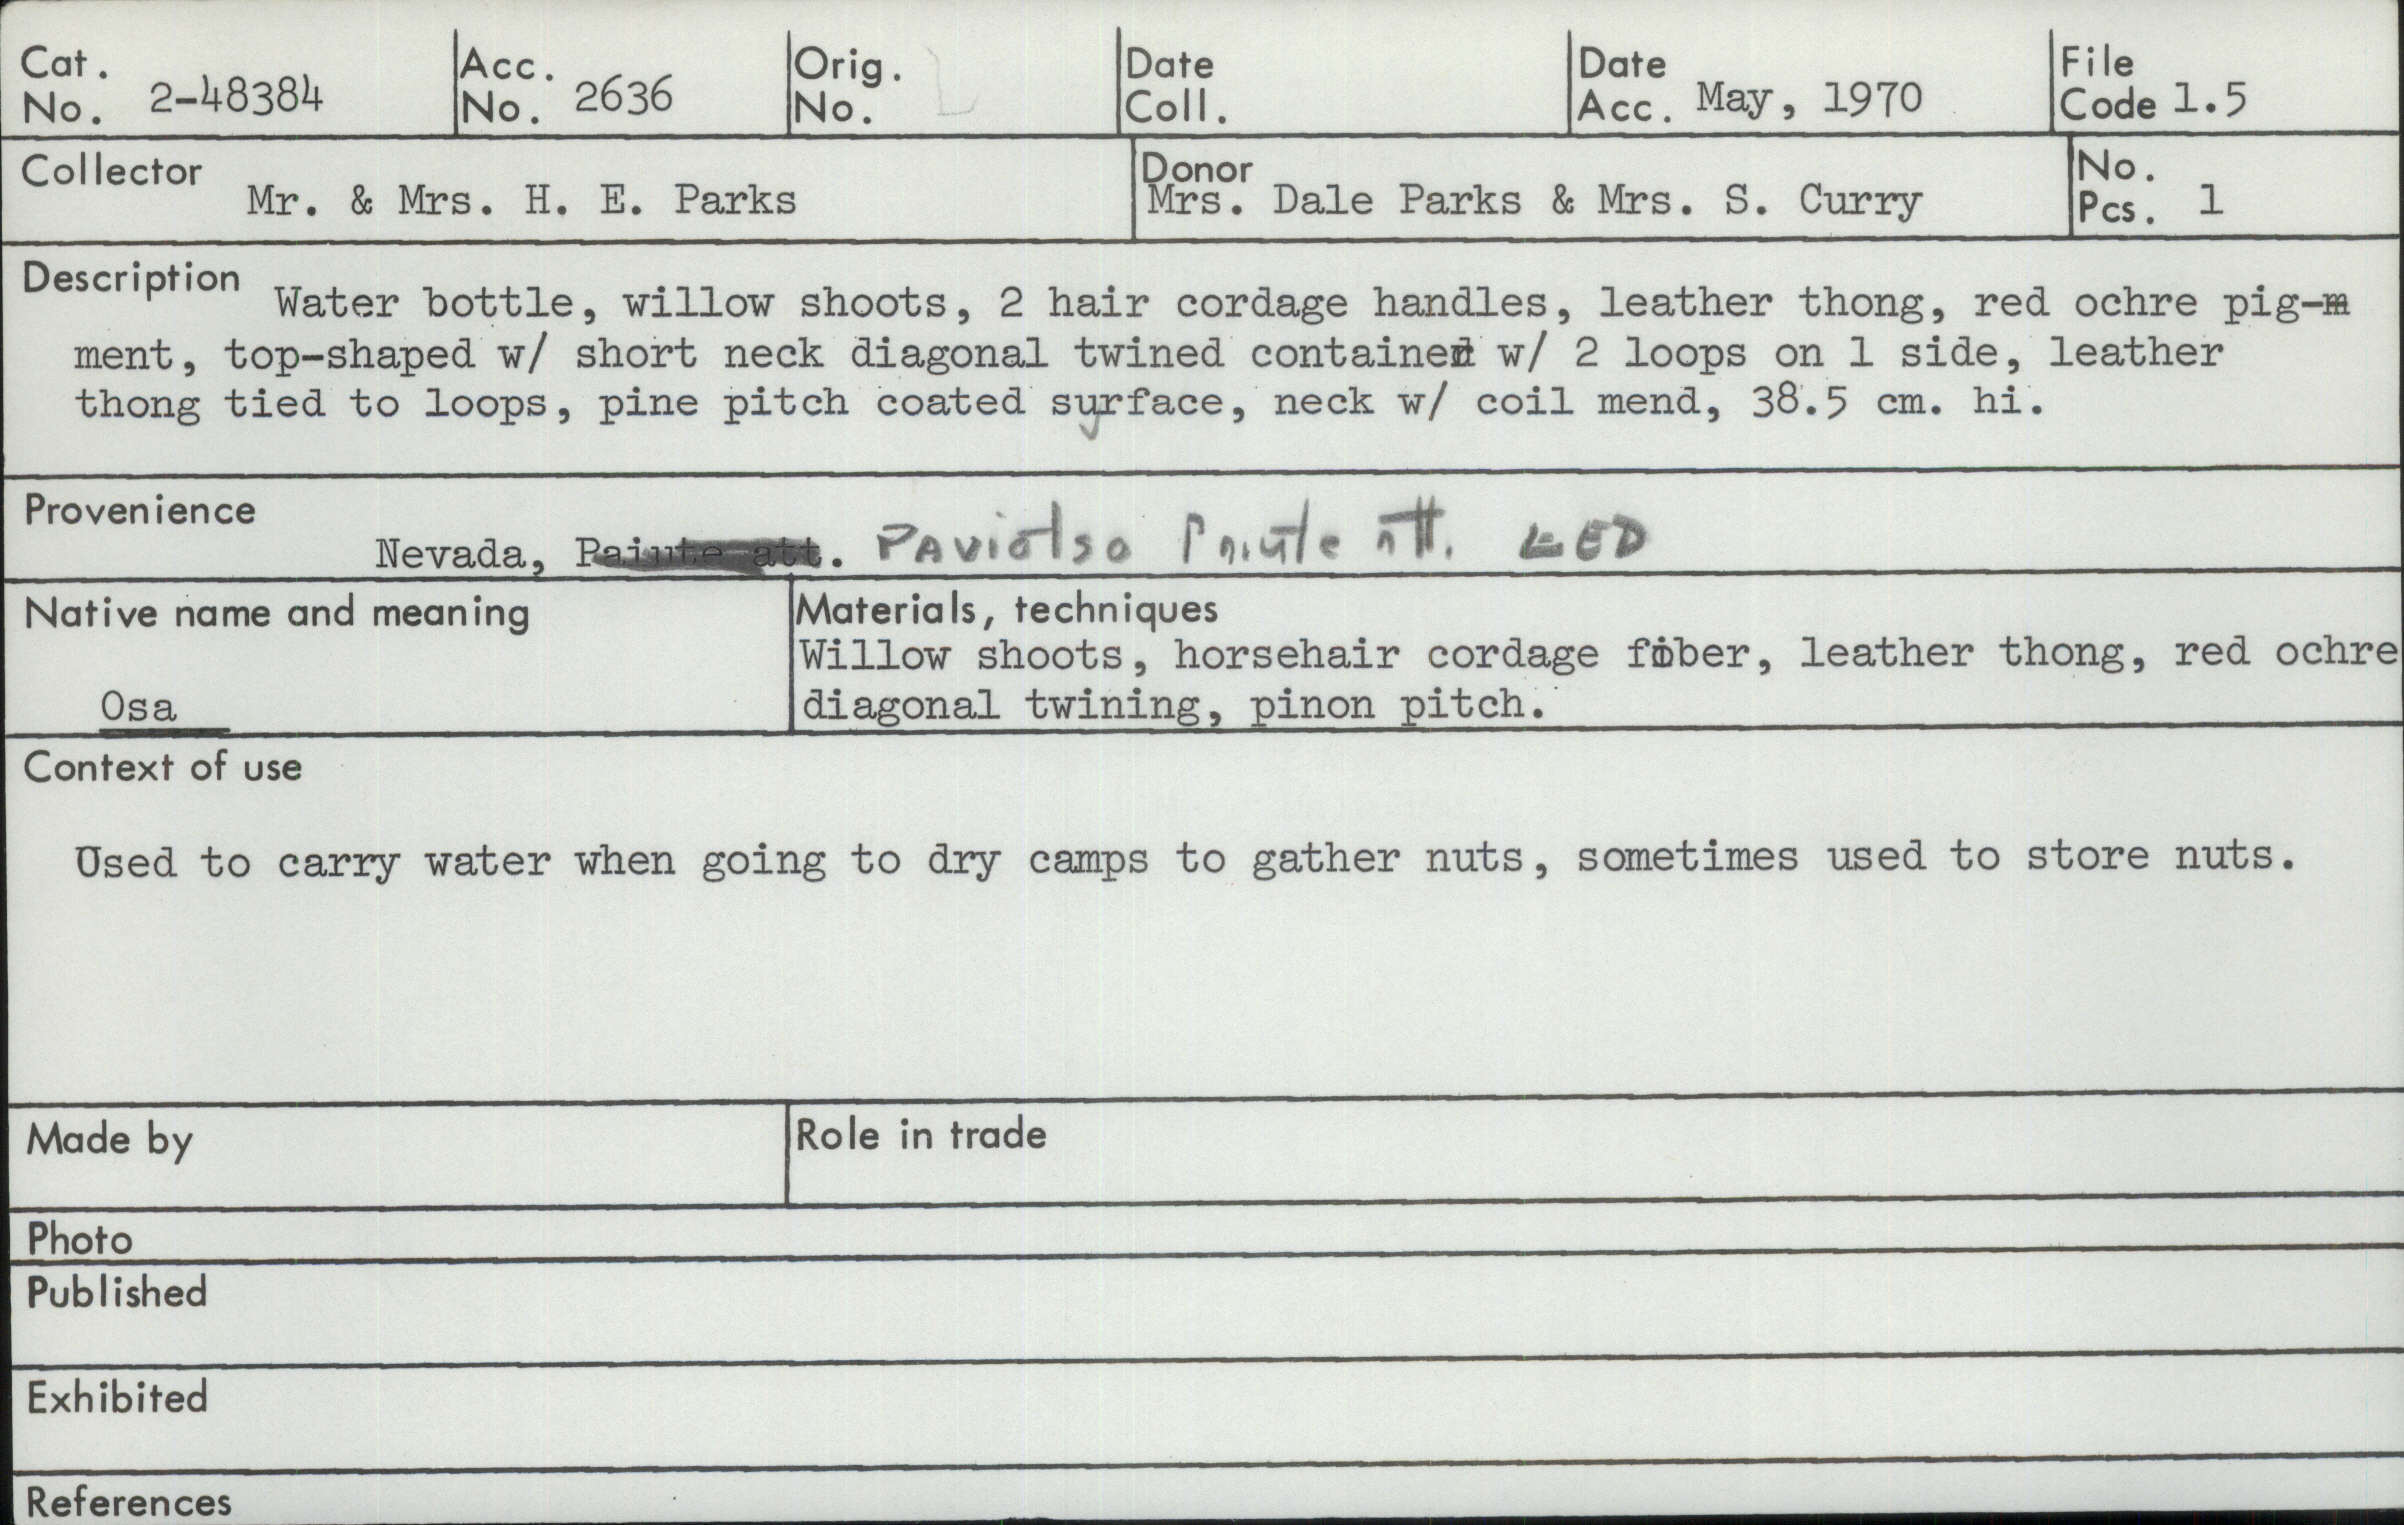 Cat. No. 2-48384 Acc. No. 2636 Orig. No. Date Coll. Date Acc. May, 1970 File Code 1.5
Collector Mr. & Mrs. H. E. Parks Donor Mrs. Dale Parks & Mrs. S. Curry No. Pcs. 1
Description Water bottle, willow shoots, 2 hair cordage handles, leather thong, red ochre pig-
ment, top-shaped w/ short neck diagonal twined container w/ 2 loops on 1 side, leather
thong tied to loops, pine pitch coated surface, neck w/ coil mend, 38.5 cm. hi.
Provenience
Nevada, Paiute att. Paviotso Paiute att. LED
Native name and meaning
Osa
Materials, techniques
Willow shoots, horsehair cordage fiber, leather thong, red ochre
diagonal twining, pinon pitch.
Context of use
Used to carry water when going to dry camps to gather nuts, sometimes used to store nuts.
Made by Role in trade
Photo
Published
Exhibited
References